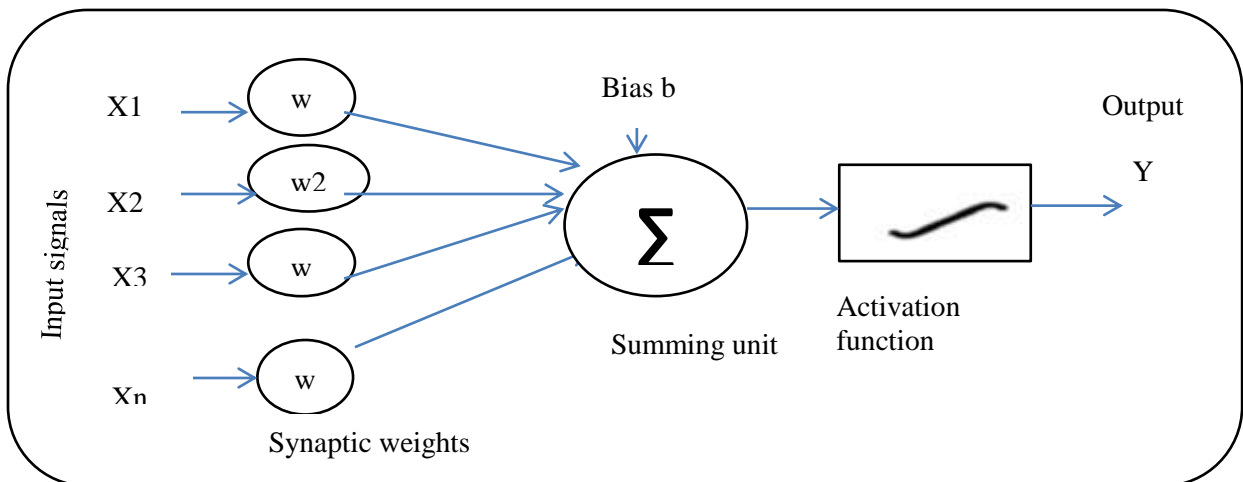 Input signals
X1
w
X2
w2
X3
w
Xn
w
Synaptic weights
Bias b
Σ
Summing unit
Activation
function
Output
Y